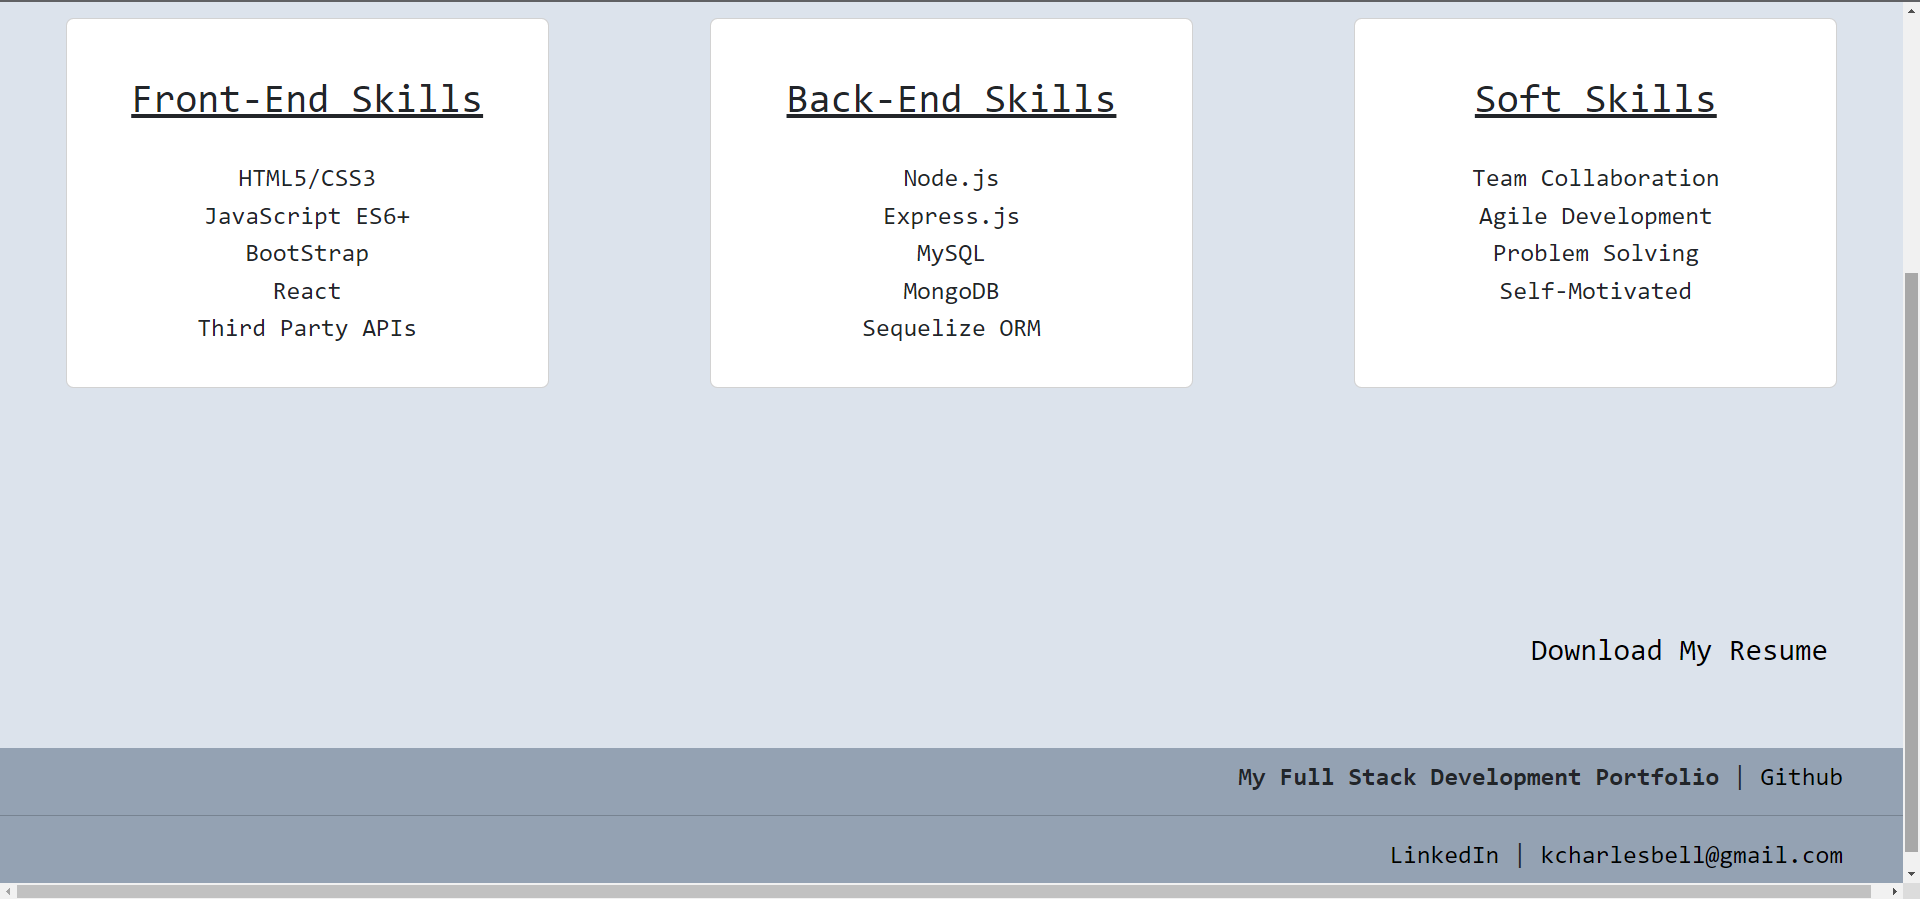 Front-End Skills
HTML5/CSS3
JavaScript ES6+
BootStrap
React
Third Party APIs
Back-End Skills
Node.js
Express.js
MySQL
MongoDB
Sequelize ORM
Soft Skills
Team Collaboration
Agile Development
Problem Solving
Self-Motivated
Download My Resume
My Full Stack Development Portfolio | Github
LinkedIn | kcharlesbell@gmail.com